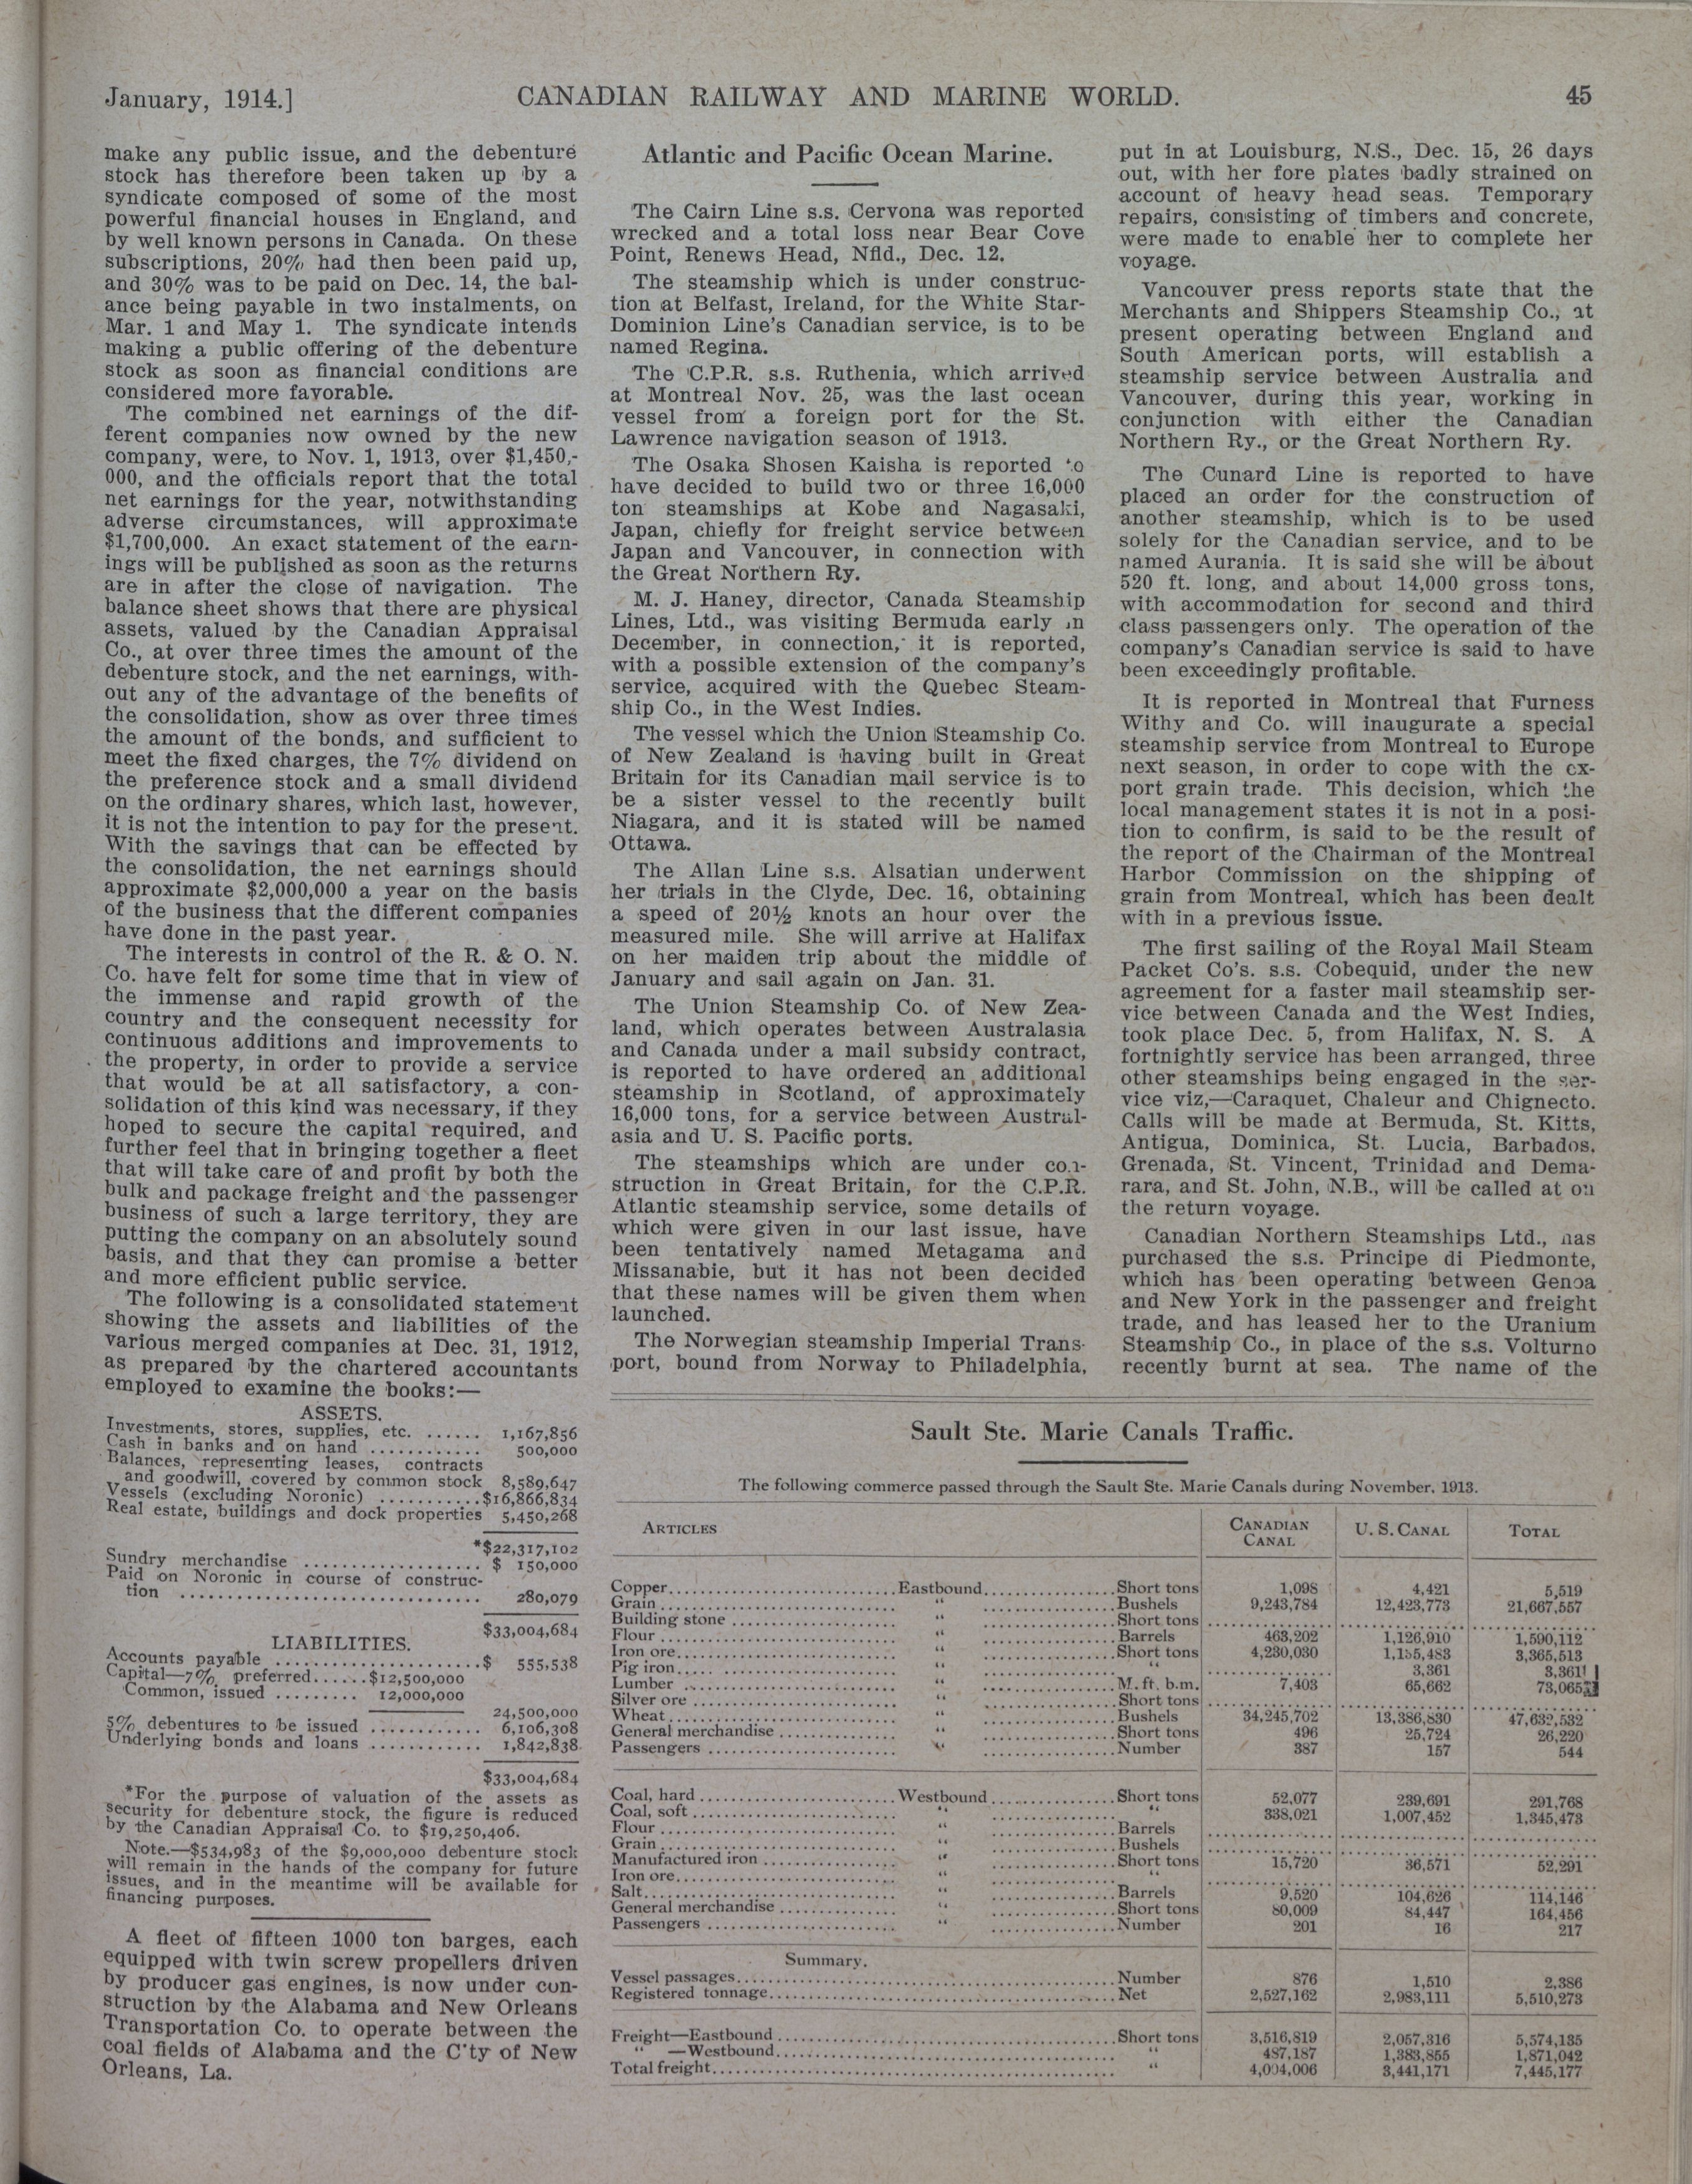 January, 1914.]
CANADIAN RAILWAY AND MARINE WORLD.
45
make any public issue, and the debenture
stock has therefore been taken up by a
syndicate composed of some of the most
powerful financial houses in England, and
by well known persons in Canada. On these
subscriptions, 20% had then been paid up,
and 30% was to be paid on Dec. 14, the bal-
ance being payable in two instalments, on
Mar. 1 and May 1. The syndicate intends
making a public offering of the debenture
stock as soon as financial conditions are
considered more favorable.
The combined net earnings of the dif-
ferent companies now owned by the new
company, were, to Nov. 1, 1913, over $1,450,-
000, and the officials report that the total
net earnings for the year, notwithstanding
adverse circumstances, will approximate
$1,700,000. An exact statement of the earn-
ings will be published as soon as the returns
are in after the close of navigation. The
balance sheet shows that there are physical
assets, valued by the Canadian Appraisal
Co., at over three times the amount of the
debenture stock, and the net earnings, with-
out any of the advantage of the benefits of
the consolidation, show as over three times
the amount of the bonds, and sufficient to
meet the fixed charges, the 7% dividend on
the preference stock and a small dividend
on the ordinary shares, which last, however,
it is not the intention to pay for the present.
With the savings that can be effected by
the consolidation, the net earnings should
approximate $2,000,000 a year on the basis
of the business that the different companies
have done in the past year.
The interests in control of the R. & O. N.
Co. have felt for some time that in view of
the immense and rapid growth of the
country and the consequent necessity for
continuous additions and improvements to
the property, in order to provide a service
that would be at all satisfactory, a con-
solidation of this kind was necessary, if they
hoped to secure the capital required, and
further feel that in bringing together a fleet
that will take care of and profit by both the
bulk and package freight and the passenger
business of such a large territory, they are
putting the company on an absolutely sound
basis, and that they can promise a better
and more efficient public service.
The following is a consolidated statement
showing the assets and liabilities of the
various merged companies at Dec. 31, 1912,
as prepared by the chartered accountants
employed to examine the books:—
ASSETS.
Investments, stores, supplies, etc. ...... 1,167,856
Cash in banks and on hand ............ 500,000
Balances, representing leases, contracts
and goodwill, covered by common stock 8,589,647
Vessels (excluding Noronic) ...........$16,866,834
Real estate, buildings and dock properties 5,450,268
*$22,317,102
Sundry merchandise ................... $ 150,000
Paid on Noronic in course of construc-
tion ................................ 280,079
$33,004,684
LIABILITIES.
Accounts payable ......................$ 555,538
Capital—7% preferred......$12,500,000
Common, issued ......... 12,000,000
24,500,000
5% debentures to be issued ............ 6,106,308
Underlying bonds and loans ............ 1,842,838
$33,004,684
*For the purpose of valuation of the assets as
security for debenture stock, the figure is reduced
by the Canadian Appraisal Co. to $19,250,406.
Note.—$534,983 of the $9,000,000 debenture stock
will remain in the hands of the company for future
issues, and in the meantime will be available for
financing purposes.
A fleet of fifteen 1000 ton barges, each
equipped with twin screw propellers driven
by producer gas engines, is now under con-
struction by the Alabama and New Orleans
Transportation Co. to operate between the
coal fields of Alabama and the C'ty of New
Orleans, La.
Atlantic and Pacific Ocean Marine.
The Cairn Line s.s. Cervona was reported
wrecked and a total loss near Bear Cove
Point, Renews Head, Nfld., Dec. 12.
The steamship which is under construc-
tion at Belfast, Ireland, for the White Star-
Dominion Line's Canadian service, is to be
named Regina.
The C.P.R. s.s. Ruthenia, which arrived
at Montreal Nov. 25, was the last ocean
vessel from a foreign port for the St.
Lawrence navigation season of 1913.
The Osaka Shosen Kaisha is reported to
have decided to build two or three 16,000
ton steamships at Kobe and Nagasaki,
Japan, chiefly for freight service between
Japan and Vancouver, in connection with
the Great Northern Ry.
M. J. Haney, director, Canada Steamship
Lines, Ltd., was visiting Bermuda early in
December, in connection, it is reported,
with a possible extension of the company's
service, acquired with the Quebec Steam-
ship Co., in the West Indies.
The vessel which the Union Steamship Co.
of New Zealand is having built in Great
Britain for its Canadian mail service is to
be a sister vessel to the recently built
Niagara, and it is stated will be named
Ottawa.
The Allan Line s.s. Alsatian underwent
her trials in the Clyde, Dec. 16, obtaining
a speed of 20½ knots an hour over the
measured mile. She will arrive at Halifax
on her maiden trip about the middle of
January and sail again on Jan. 31.
The Union Steamship Co. of New Zea-
land, which operates between Australasia
and Canada under a mail subsidy contract,
is reported to have ordered an additional
steamship in Scotland, of approximately
16,000 tons, for a service between Austral-
asia and U. S. Pacific ports.
The steamships which are under con-
struction in Great Britain, for the C.P.R.
Atlantic steamship service, some details of
which were given in our last issue, have
been tentatively named Metagama and
Missanabie, but it has not been decided
that these names will be given them when
launched.
The Norwegian steamship Imperial Trans-
port, bound from Norway to Philadelphia,
put in at Louisburg, N.S., Dec. 15, 26 days
out, with her fore plates badly strained on
account of heavy head seas. Temporary
repairs, consisting of timbers and concrete,
were made to enable her to complete her
voyage.
Vancouver press reports state that the
Merchants and Shippers Steamship Co., at
present operating between England and
South American ports, will establish a
steamship service between Australia and
Vancouver, during this year, working in
conjunction with either the Canadian
Northern Ry., or the Great Northern Ry.
The Cunard Line is reported to have
placed an order for the construction of
another steamship, which is to be used
solely for the Canadian service, and to be
named Aurania. It is said she will be about
520 ft. long, and about 14,000 gross tons,
with accommodation for second and third
class passengers only. The operation of the
company's Canadian service is said to have
been exceedingly profitable.
It is reported in Montreal that Furness
Withy and Co. will inaugurate a special
steamship service from Montreal to Europe
next season, in order to cope with the ex-
port grain trade. This decision, which the
local management states it is not in a posi-
tion to confirm, is said to be the result of
the report of the Chairman of the Montreal
Harbor Commission on the shipping of
grain from Montreal, which has been dealt
with in a previous issue.
The first sailing of the Royal Mail Steam
Packet Co's. s.s. Cobequid, under the new
agreement for a faster mail steamship ser-
vice between Canada and the West Indies,
took place Dec. 5, from Halifax, N. S. A
fortnightly service has been arranged, three
other steamships being engaged in the ser-
vice viz,—Caraquet, Chaleur and Chignecto.
Calls will be made at Bermuda, St. Kitts,
Antigua, Dominica, St. Lucia, Barbados,
Grenada, St. Vincent, Trinidad and Dema-
rara, and St. John, N.B., will be called at on
the return voyage.
Canadian Northern Steamships Ltd., has
purchased the s.s. Principe di Piedmonte,
which has been operating between Genoa
and New York in the passenger and freight
trade, and has leased her to the Uranium
Steamship Co., in place of the s.s. Volturno
recently burnt at sea. The name of the
Sault Ste. Marie Canals Traffic.
The following commerce passed through the Sault Ste. Marie Canals during November, 1913.
ARTICLES CANADIAN CANAL U. S. CANAL TOTAL
Copper Eastbound Short tons 1,098 4,421 5,519
Grain " Bushels 9,243,784 12,423,773 21,667,557
Building stone " Short tons
Flour " Barrels 463,202 1,126,910 1,590,112
Iron ore " Short tons 4,230,030 1,155,483 3,365,513
Pig iron " " 3,361 3,361
Lumber " M. ft. b.m. 7,403 65,662 73,065
Silver ore " Short tons
Wheat " Bushels 34,245,702 13,386,830 47,632,532
General merchandise " Short tons 496 25,724 26,220
Passengers " Number 387 157 544
Coal, hard Westbound Short tons 52,077 239,691 291,768
Coal, soft " " 338,021 1,007,452 1,345,473
Flour " Barrels
Grain " Bushels
Manufactured iron " Short tons 15,720 36,571 52,291
Iron ore " "
Salt " Barrels 9,520 104,626 114,146
General merchandise " Short tons 80,009 84,447 164,456
Passengers " Number 201 16 217
Summary.
Vessel passages Number 876 1,510 2,386
Registered tonnage Net 2,527,162 2,983,111 5,510,273
Freight—Eastbound Short tons 3,516,819 2,057,316 5,574,135
" —Westbound " 487,187 1,383,855 1,871,042
Total freight " 4,004,006 3,441,171 7,445,177